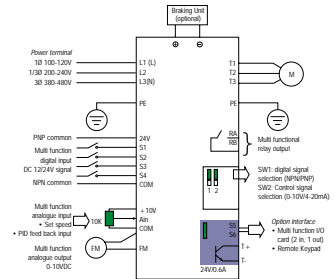 Braking Unit
(optional)
Power terminal
1Ø 100-120V
1/3Ø 200-240V
3Ø 380-480V
L1 (L)
L2
L3(N)
T1
T2
T3
M
PE
PE
PNP common
Multi function
digital input
DC 12/24V signal
NPN common
24V
S1
S2
S3
S4
COM
RA
RB
Multi functional
relay output
1 2
SW1: digital signal
selection (NPN/PNP)
SW2: Control signal
selection (0-10V/4-20mA)
Multi function
analogue input
• Set speed
• PID feed back input
10K
+10V
Ain
COM
Multi function
analogue output
0-10VDC
FM
FM
S5
S6
T+
T-
24V/0.6A
Option interface
• Multi function I/O
card (2 in, 1 out)
• Remote Keypad